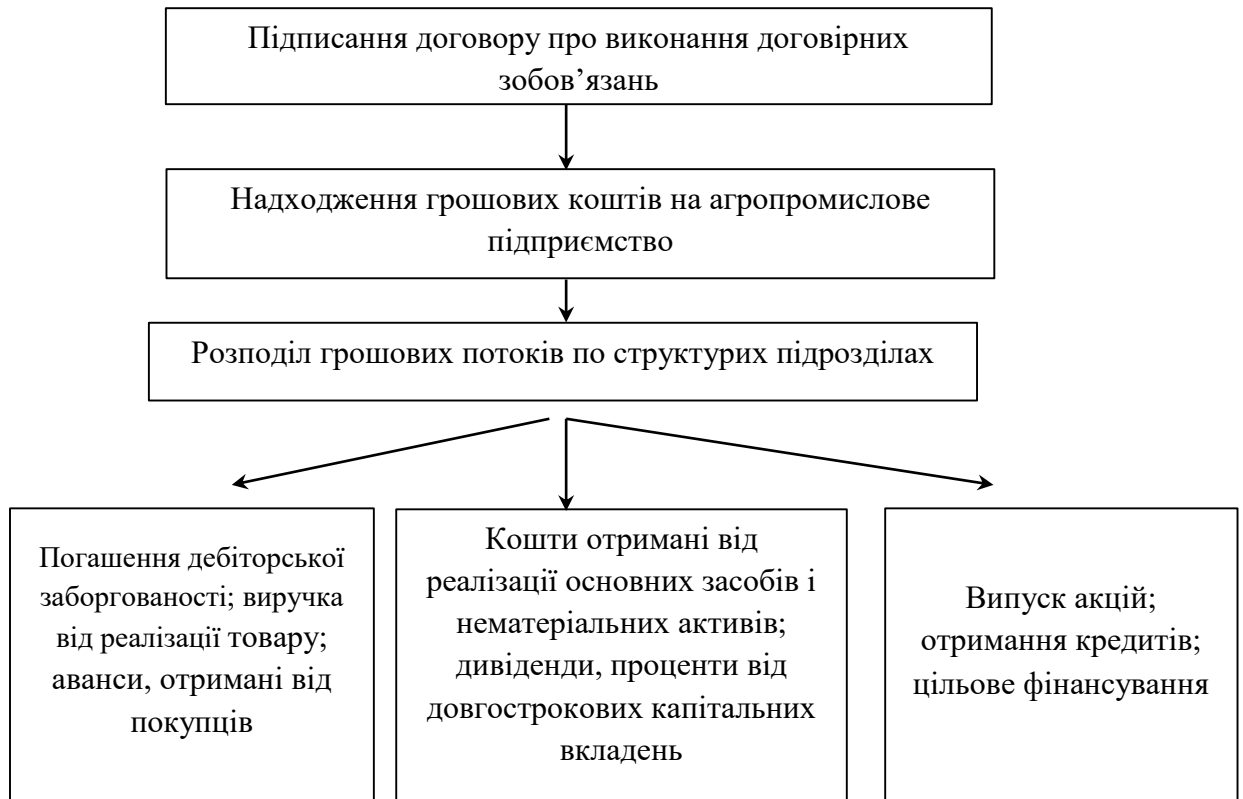 Підписання договору про виконання договірних
зобов’язань
Надходження грошових коштів на агропромислове
підприємство
Розподіл грошових потоків по структурих підрозділах
Погашення дебіторської
заборгованості; виручка
від реалізації товару;
аванси, отримані від
покупців
Кошти отримані від
реалізації основних засобів і
нематеріальних активів;
дивіденди, проценти від
довгострокових капітальних
вкладень
Випуск акцій;
отримання кредитів;
цільове фінансування